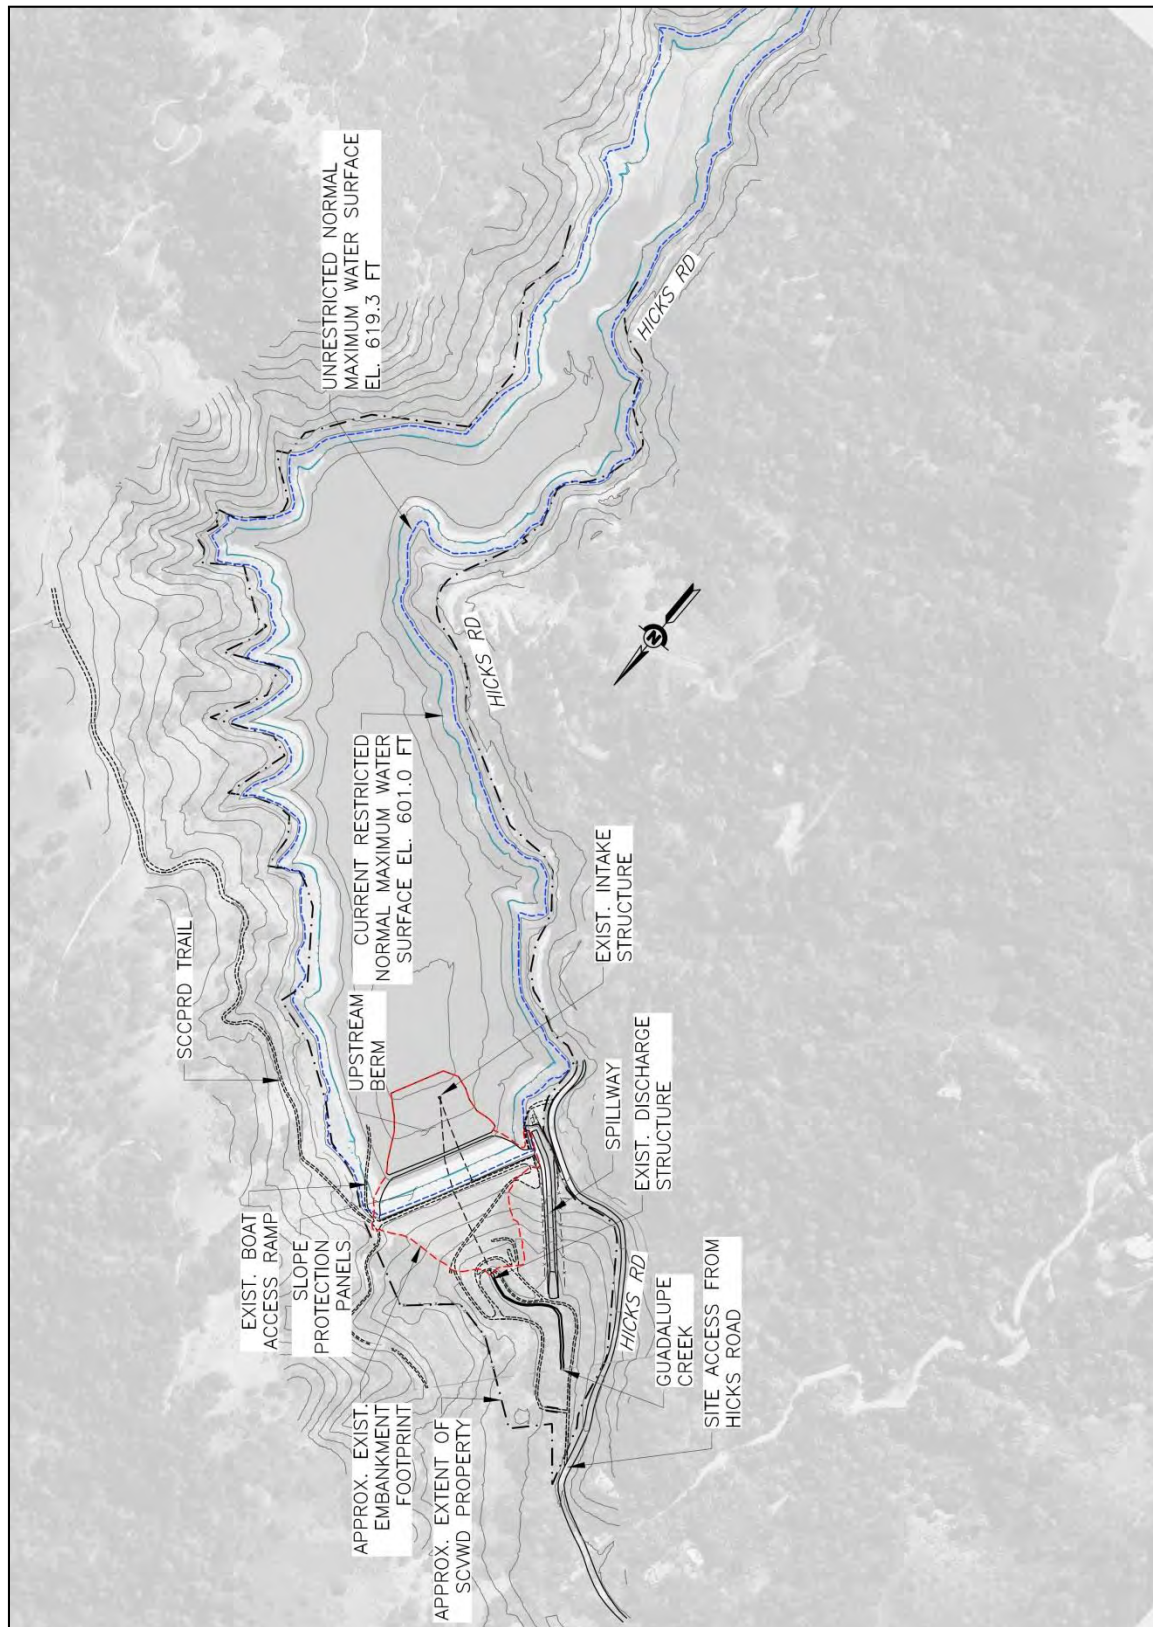 UNRESTRICTED NORMAL
MAXIMUM WATER SURFACE
EL. 619.3 FT
HICKS RD
HICKS RD
N
SCCPRD TRAIL
CURRENT RESTRICTED
NORMAL MAXIMUM WATER
SURFACE EL. 601.0 FT
UPSTREAM
BERM
EXIST. INTAKE
STRUCTURE
EXIST. BOAT
ACCESS RAMP
SLOPE
PROTECTION
PANELS
SPILLWAY
EXIST. DISCHARGE
STRUCTURE
APPROX. EXIST.
EMBANKMENT
FOOTPRINT
APPROX. EXTENT OF
SCVWD PROPERTY
HICKS RD
GUADALUPE
CREEK
SITE ACCESS FROM
HICKS ROAD